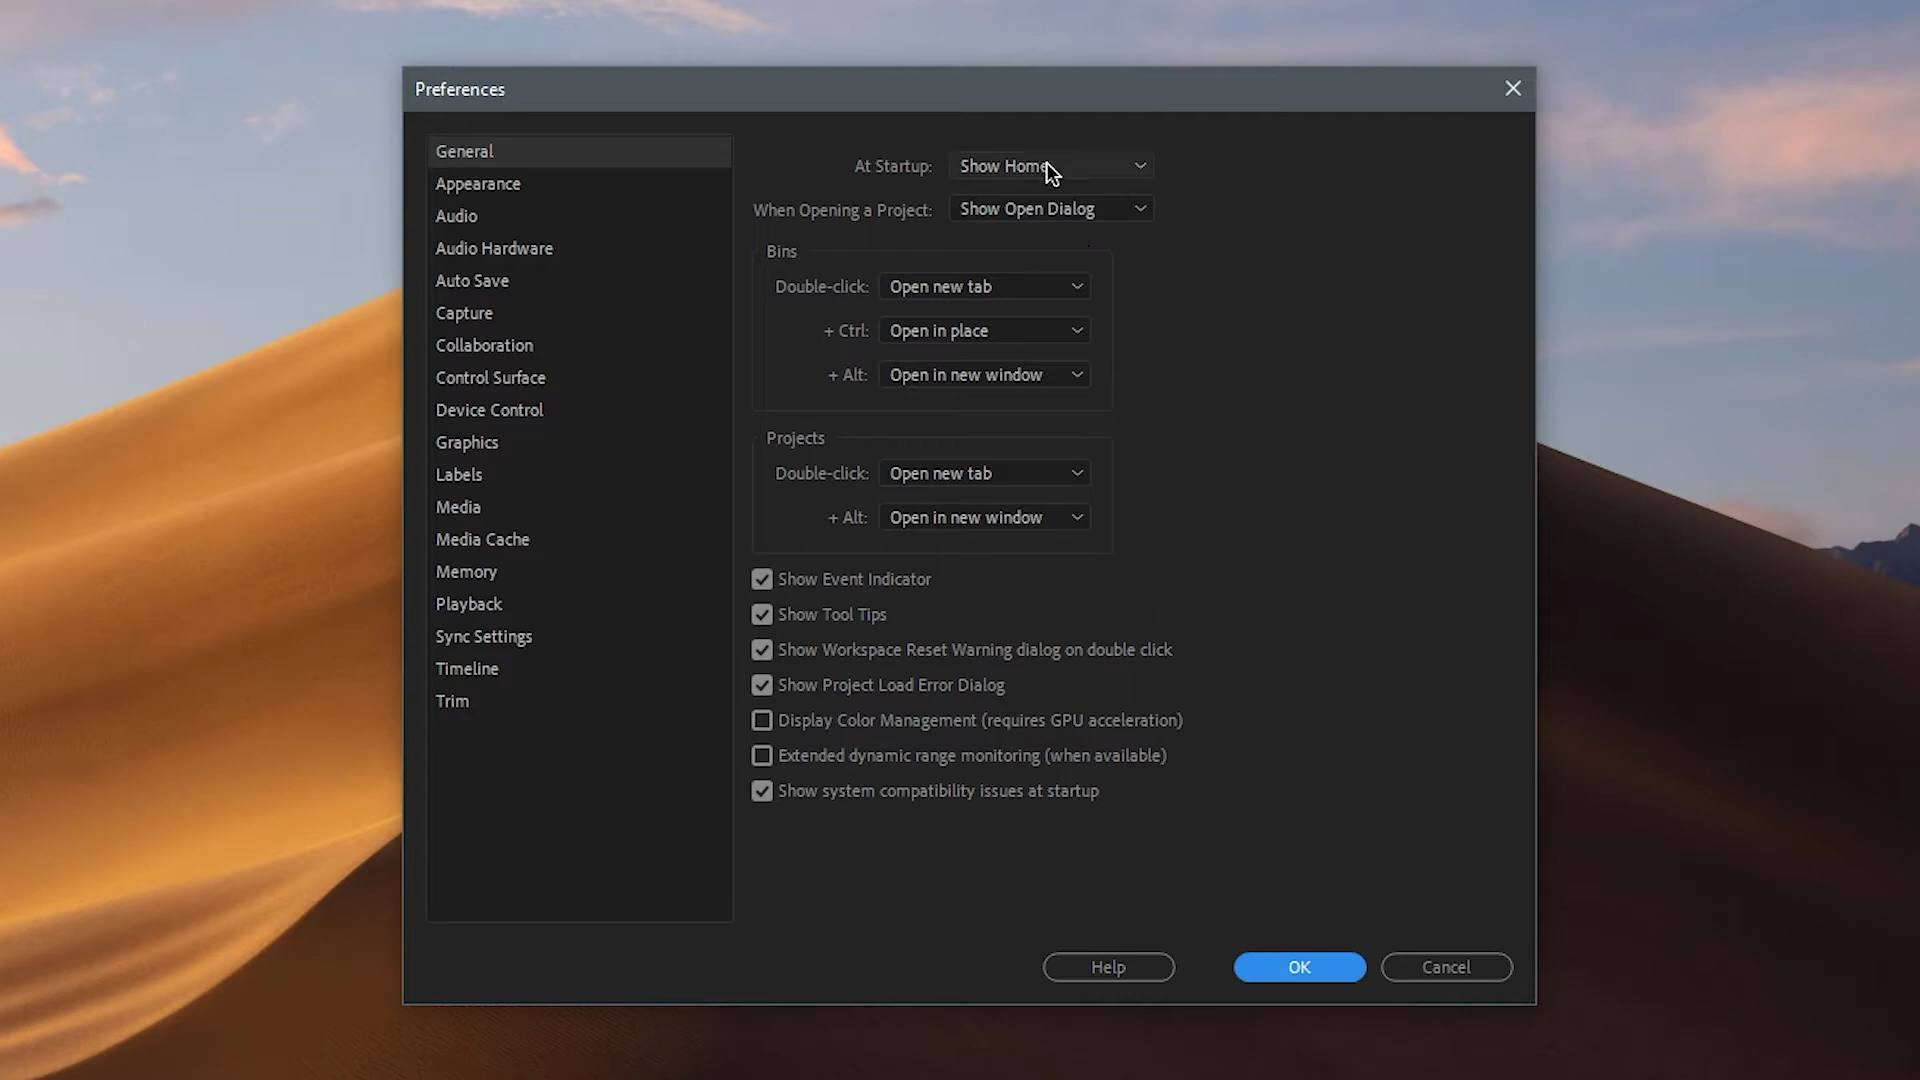 Preferences
General
Appearance
Audio
Audio Hardware
Auto Save
Capture
Collaboration
Control Surface
Device Control
Graphics
Labels
Media
Media Cache
Memory
Playback
Sync Settings
Timeline
Trim
At Startup: Show Home
When Opening a Project: Show Open Dialog
Bins
Double-click: Open new tab
+ Ctrl: Open in place
+ Alt: Open in new window
Projects
Double-click: Open new tab
+ Alt: Open in new window
Show Event Indicator
Show Tool Tips
Show Workspace Reset Warning dialog on double click
Show Project Load Error Dialog
Display Color Management (requires GPU acceleration)
Extended dynamic range monitoring (when available)
Show system compatibility issues at startup
Help OK Cancel